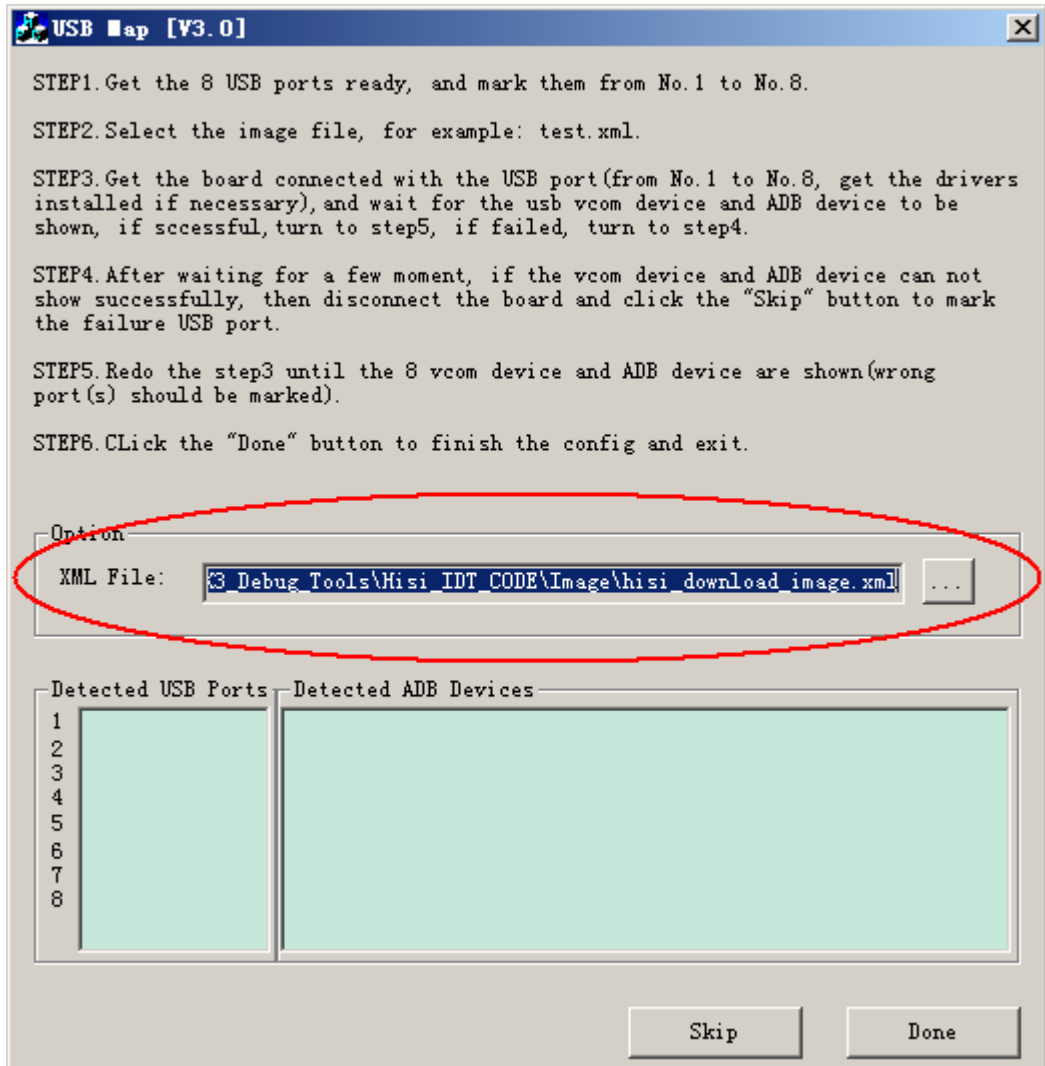 USB Map [V3.0]
STEP1.Get the 8 USB ports ready, and mark them from No.1 to No.8.
STEP2.Select the image file, for example: test.xml.
STEP3.Get the board connected with the USB port(from No.1 to No.8, get the drivers
installed if necessary),and wait for the usb vcom device and ADB device to be
shown, if sccessful,turn to step5, if failed, turn to step4.
STEP4.After waiting for a few moment, if the vcom device and ADB device can not
show successfully, then disconnect the board and click the "Skip" button to mark
the failure USB port.
STEP5.Redo the step3 until the 8 vcom device and ADB device are shown(wrong
port(s) should be marked).
STEP6.CLick the "Done" button to finish the config and exit.
Option
XML File: K3_Debug_Tools\Hisi_IDT_CODE\Image\hisi_download_image.xml ...
Detected USB Ports Detected ADB Devices
1
2
3
4
5
6
7
8
Skip Done